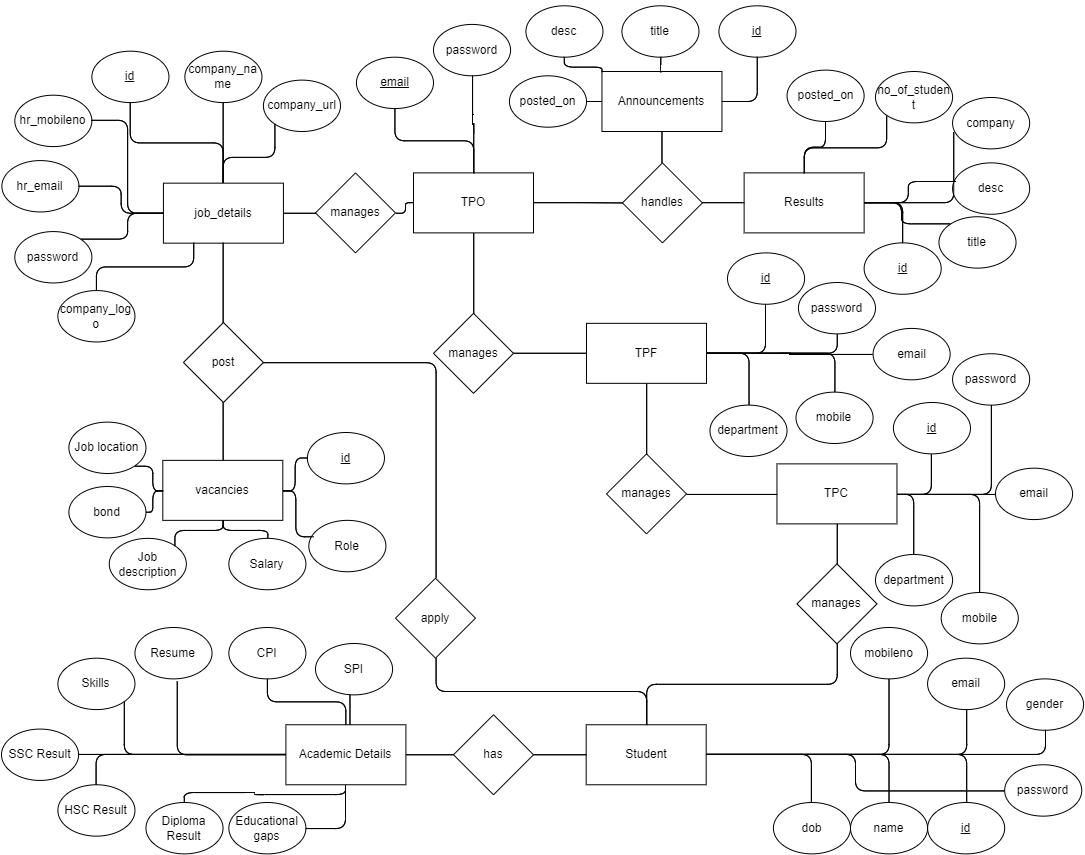 desc
title
id
password
id
company_na
me
email
company_url
posted_on
Announcements
posted_on
no_of_studen
t
hr_mobileno
company
hr_email
job_details
manages
TPO
handles
Results
desc
password
title
id
company_logo
o
id
password
post
manages
TPF
email
password
department
mobile
id
Job location
id
vacancies
manages
TPC
email
bond
Job
description
Salary
Role
department
manages
mobile
apply
Resume
CPI
SPI
mobileno
Skills
email
gender
SSC Result
Academic Details
has
Student
HSC Result
password
Diploma
Result
Educational
gaps
dob
name
id